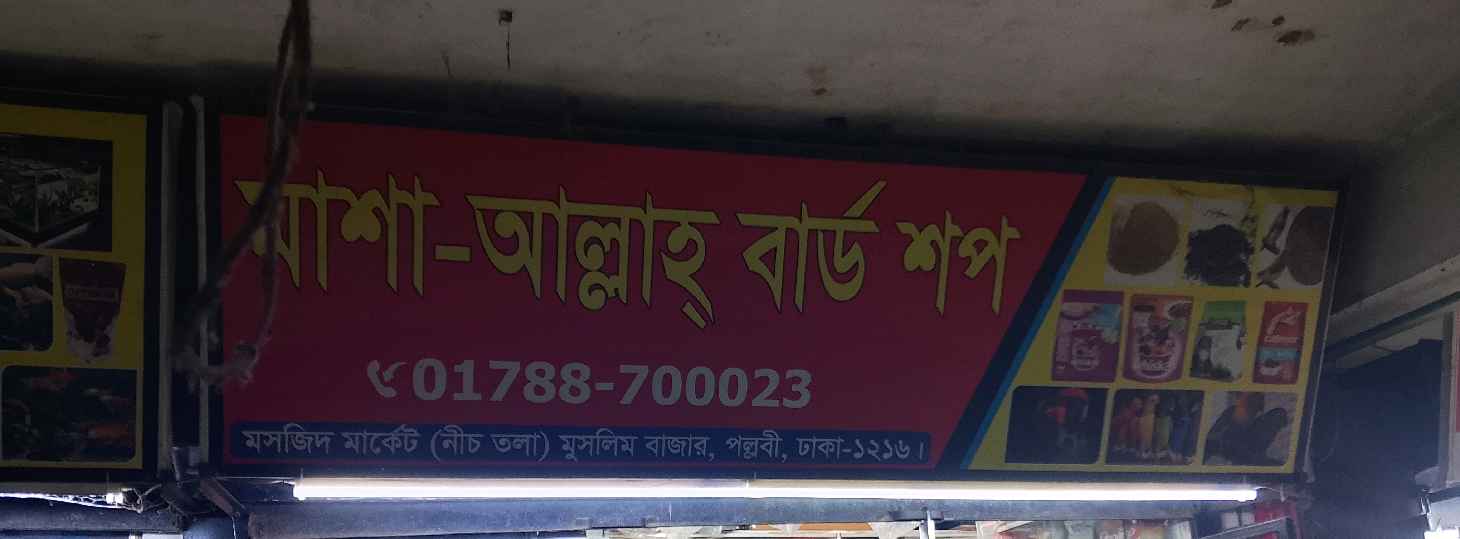 মাশা-আল্লাহ্ বার্ড শপ
01788-700023
মসজিদ মার্কেট (নীচ তলা) মুসলিম বাজার, পল্লবী, ঢাকা-১২১৬।